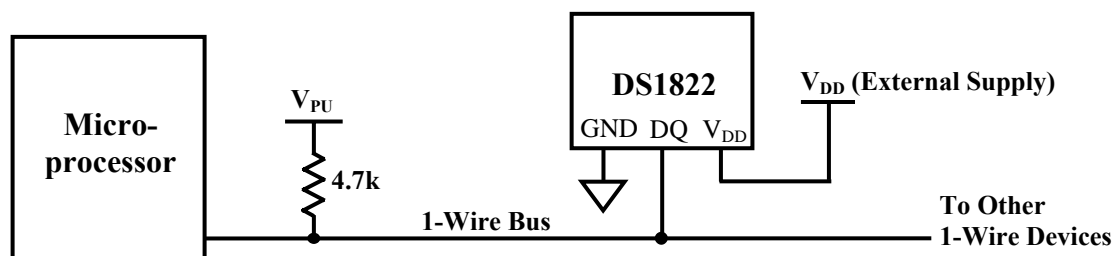 Micro-
processor
V_PU
4.7k
1-Wire Bus
DS1822
GND DQ V_DD
V_DD (External Supply)
To Other
1-Wire Devices